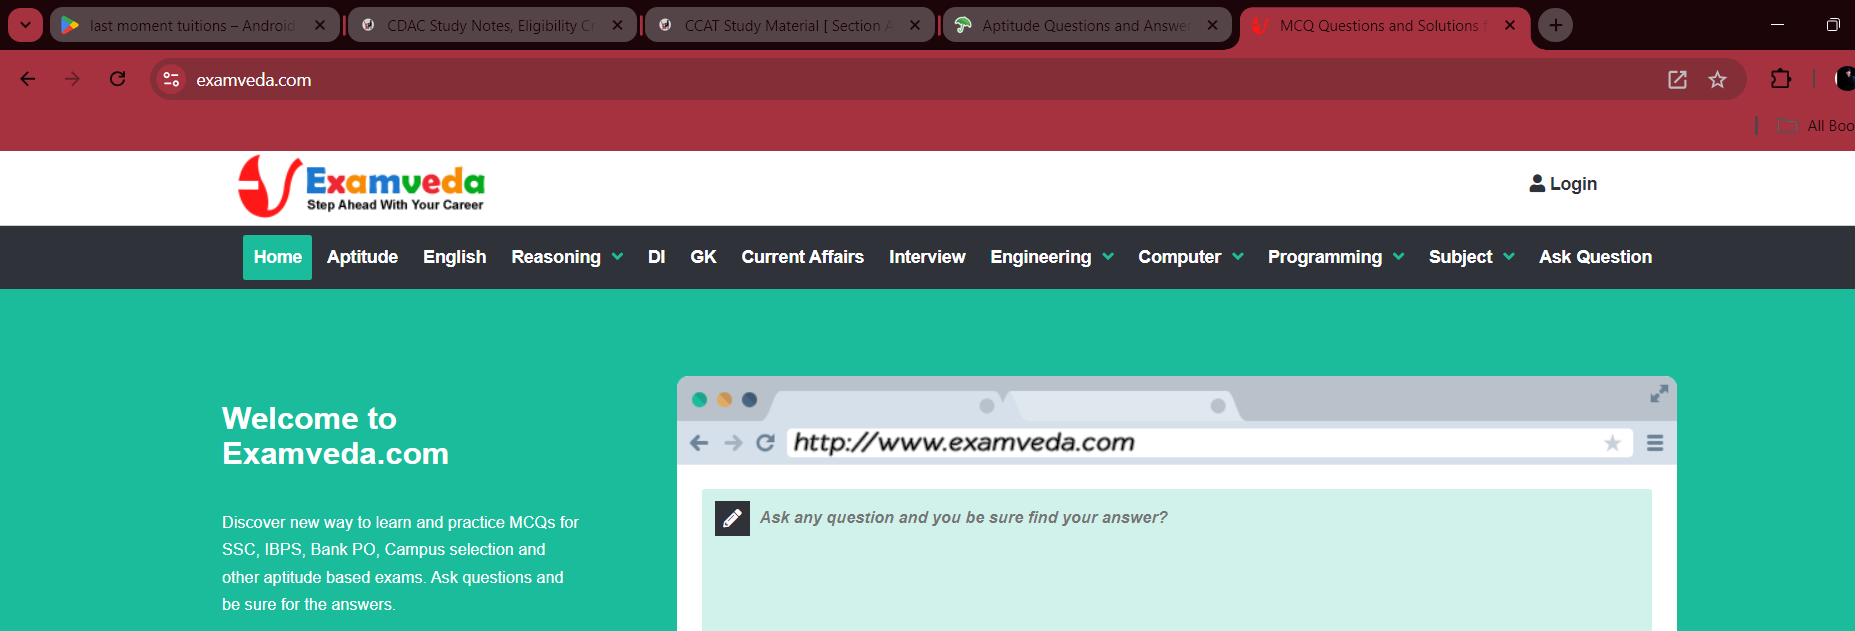 last moment tuitions – Android
CDAC Study Notes, Eligibility Cr
CCAT Study Material [ Section A
Aptitude Questions and Answer
MCQ Questions and Solutions f
examveda.com
All Boo
Examveda
Step Ahead With Your Career
Login
Home Aptitude English Reasoning DI GK Current Affairs Interview Engineering Computer Programming Subject Ask Question
Welcome to
Examveda.com
Discover new way to learn and practice MCQs for
SSC, IBPS, Bank PO, Campus selection and
other aptitude based exams. Ask questions and
be sure for the answers.
http://www.examveda.com
Ask any question and you be sure find your answer?